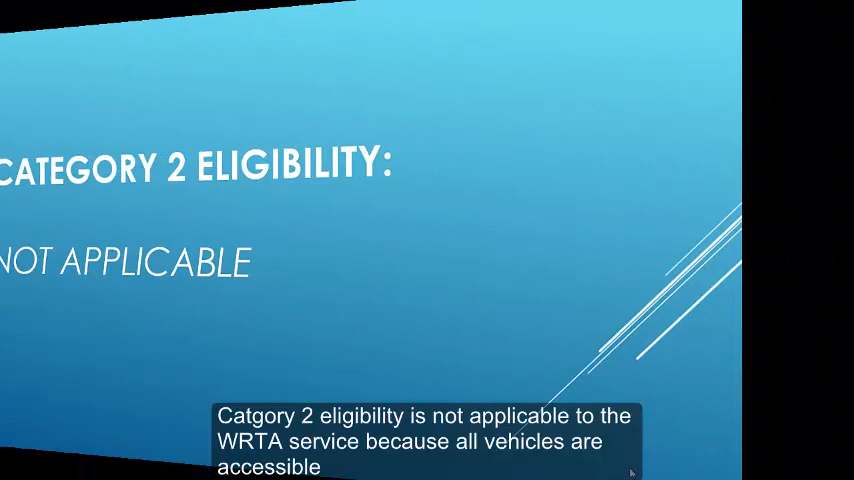 CATEGORY 2 ELIGIBILITY:
NOT APPLICABLE
Catgory 2 eligibility is not applicable to the
WRTA service because all vehicles are
accessible